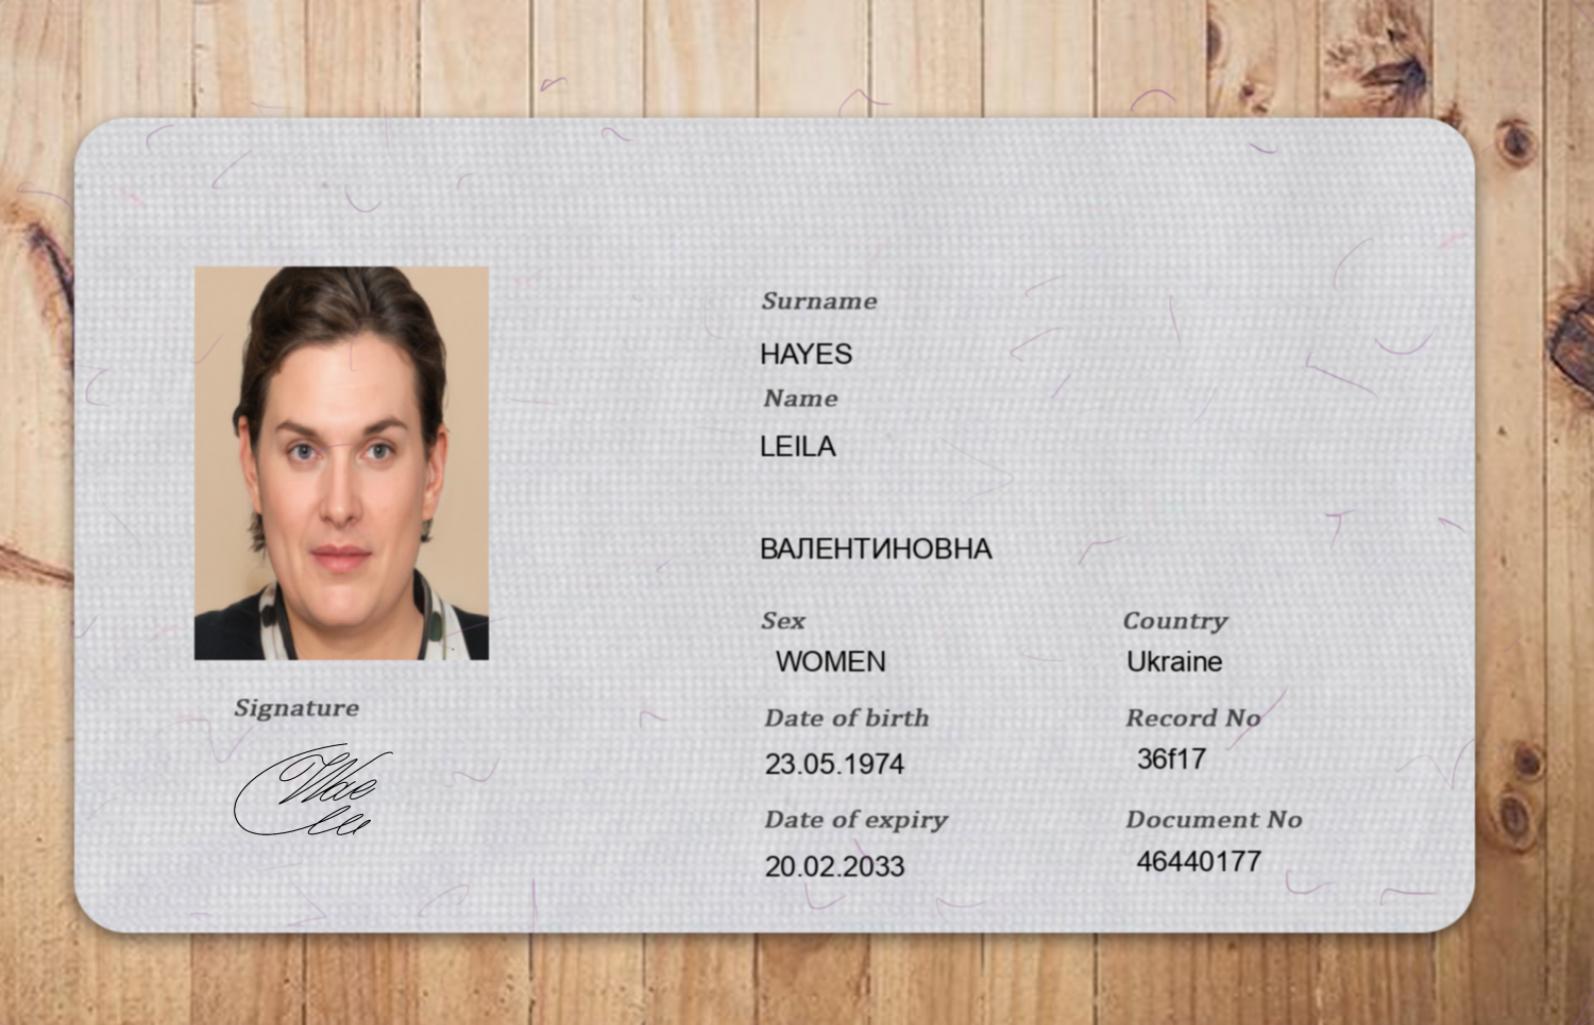 Surname
HAYES
Name
LEILA
ВАЛЕНТИНОВНА
Sex Country
WOMEN Ukraine
Date of birth Record No
23.05.1974 36f17
Date of expiry Document No
20.02.2033 46440177
Signature